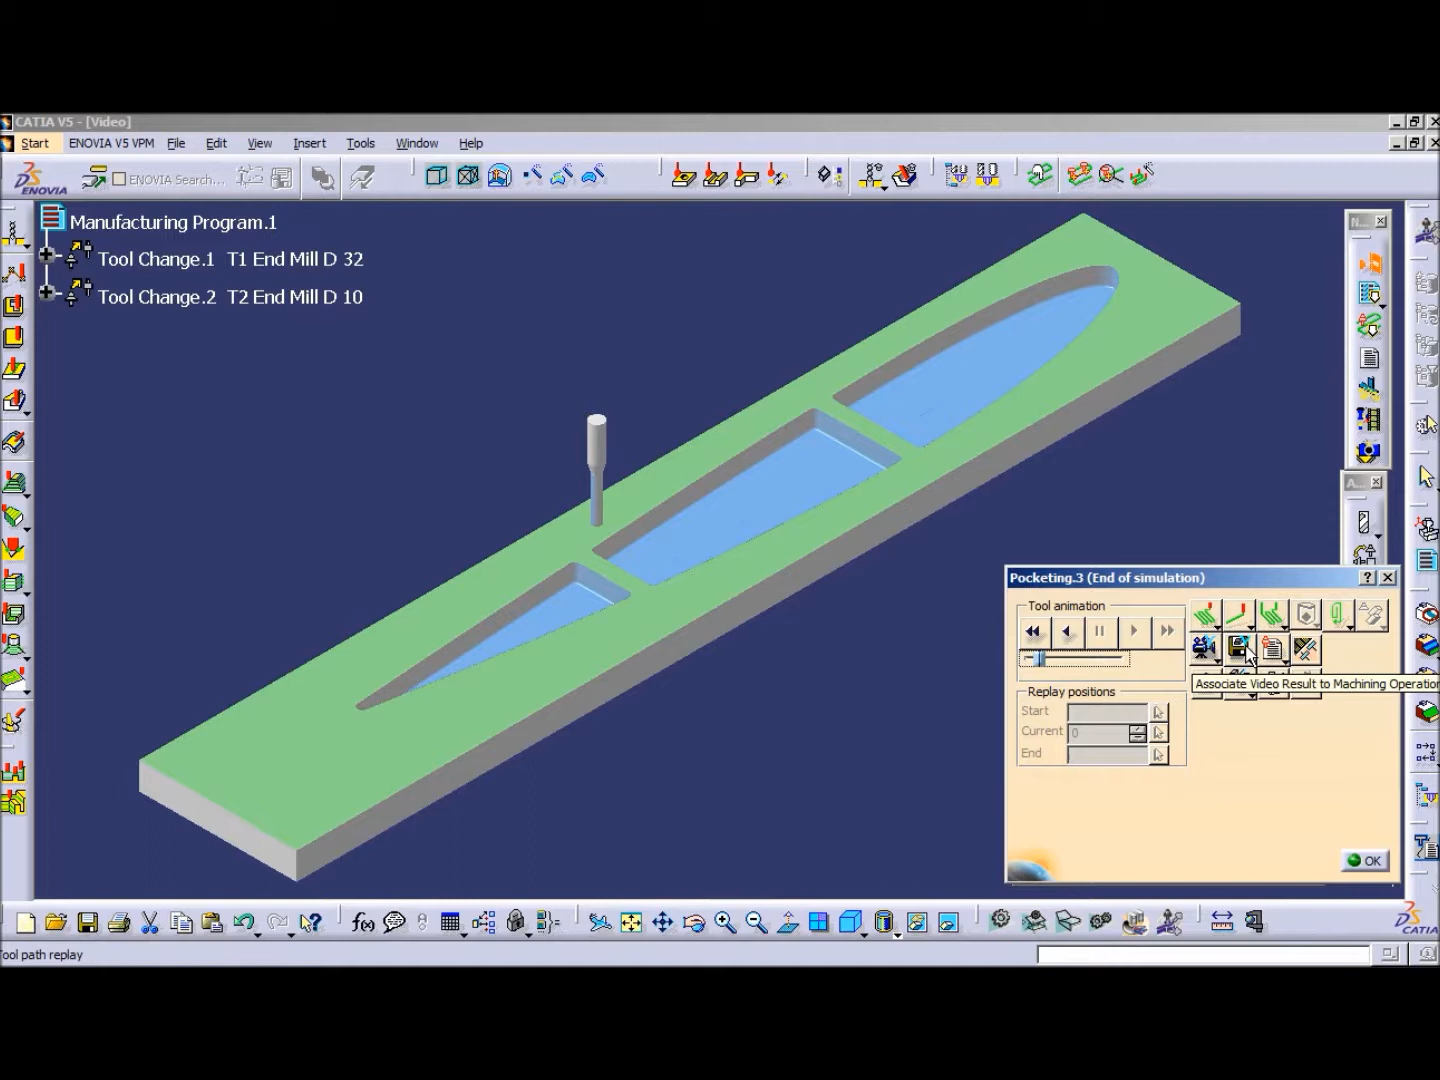 CATIA V5 - [Video]
Start ENOVIA V5 VPM File Edit View Insert Tools Window Help
ENOVIA
ENOVIA Search...
Manufacturing Program.1
Tool Change.1 T1 End Mill D 32
Tool Change.2 T2 End Mill D 10
N...
A...
Pocketing.3 (End of simulation)
Tool animation
Associate Video Result to Machining Operation
Replay positions
Start
Current 0
End
OK
f(x)
CATIA
ool path replay